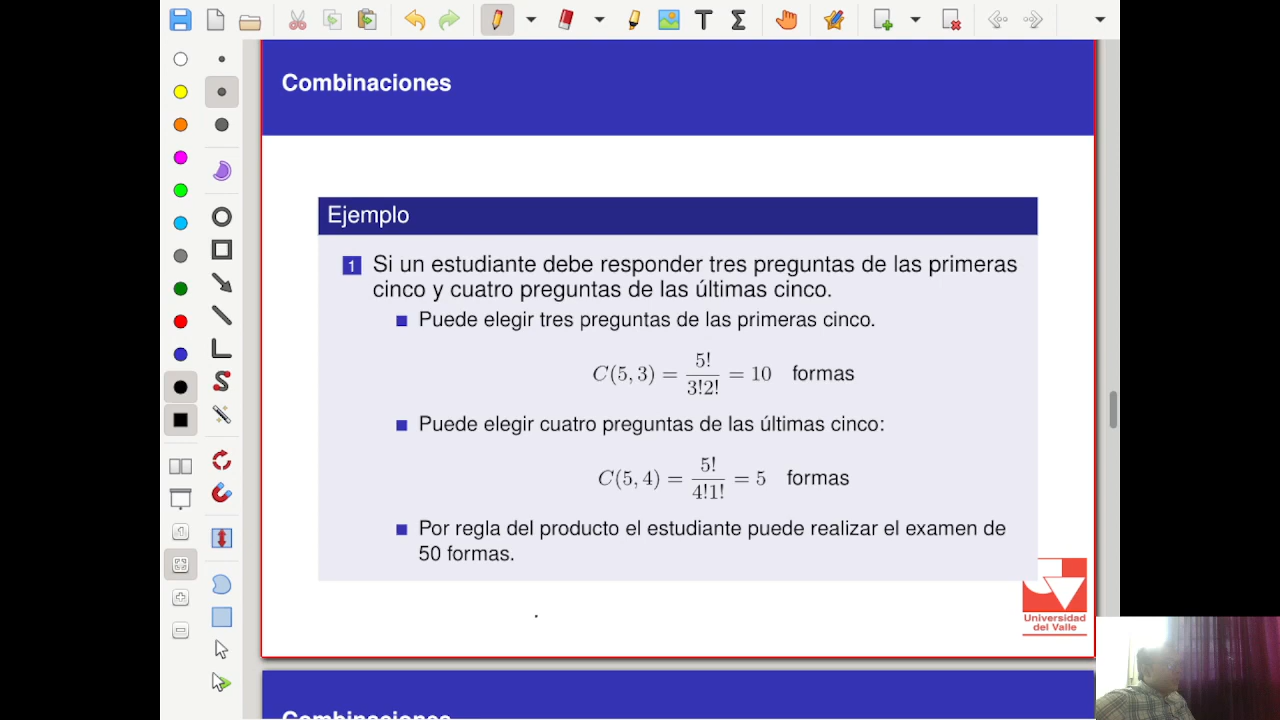 Combinaciones
Ejemplo
1 Si un estudiante debe responder tres preguntas de las primeras
cinco y cuatro preguntas de las últimas cinco.
Puede elegir tres preguntas de las primeras cinco.
C(5, 3) = 5!/3!2! = 10 formas
Puede elegir cuatro preguntas de las últimas cinco:
C(5, 4) = 5!/4!1! = 5 formas
Por regla del producto el estudiante puede realizar el examen de
50 formas.
Universidad
del Valle
Combinaciones